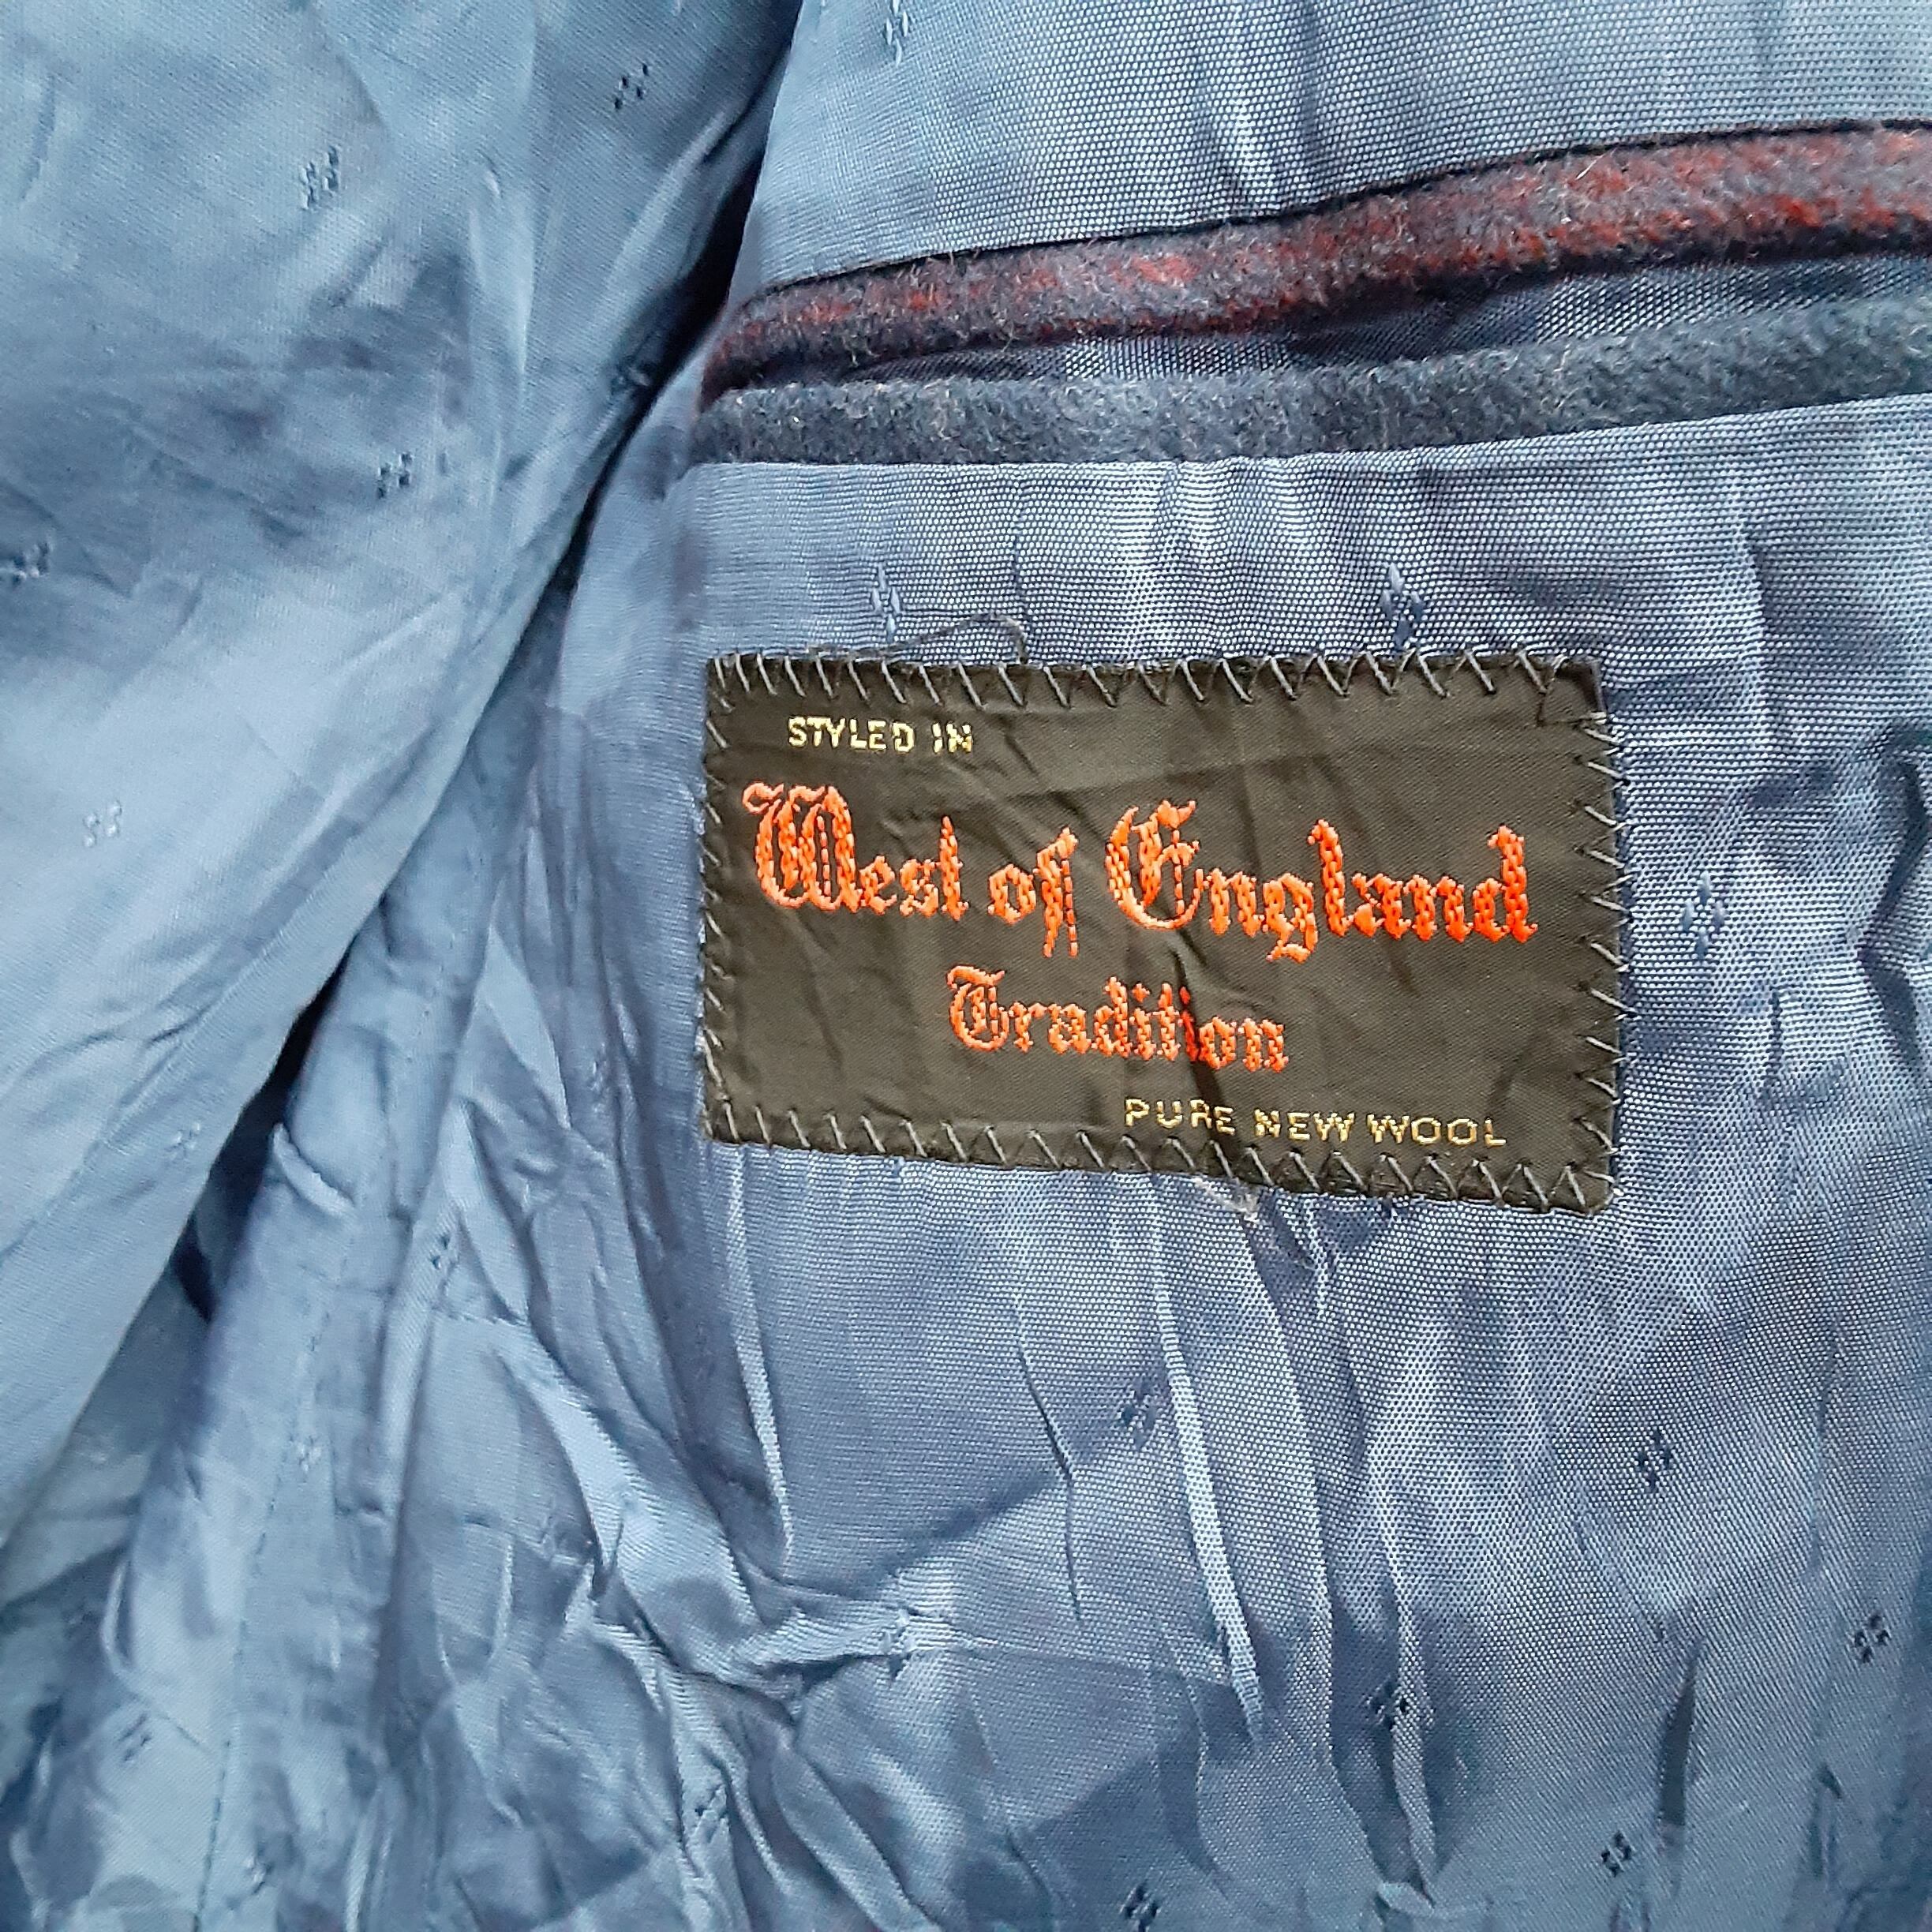 STYLED IN
West of England
Tradition
PURE NEW WOOL